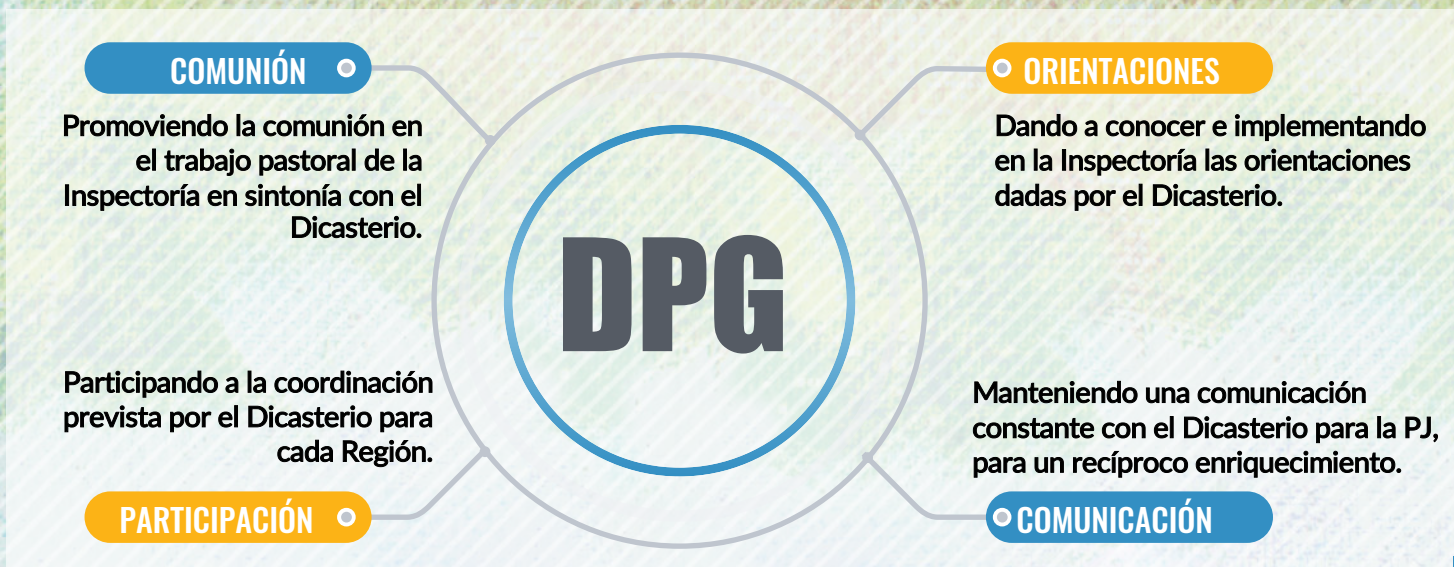 COMUNIÓN
Promoviendo la comunión en
el trabajo pastoral de la
Inspectoría en sintonía con el
Dicasterio.
ORIENTACIONES
Dando a conocer e implementando
en la Inspectoría las orientaciones
dadas por el Dicasterio.
DPG
Participando a la coordinación
prevista por el Dicasterio para
cada Región.
PARTICIPACIÓN
Manteniendo una comunicación
constante con el Dicasterio para la PJ,
para un recíproco enriquecimiento.
COMUNICACIÓN